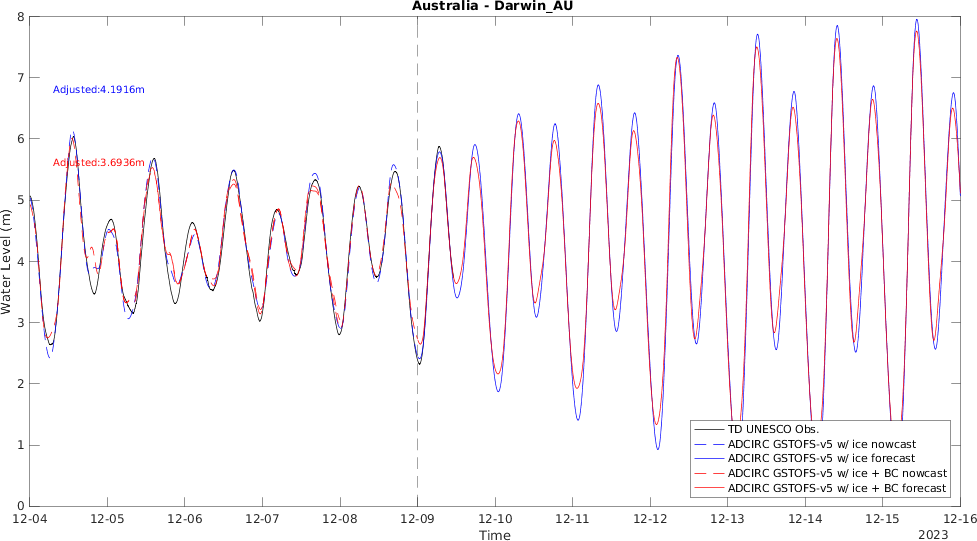 Australia - Darwin_AU
8
7
6
5
4
3
2
1
0
Water Level (m)
Adjusted:4.1916m
Adjusted:3.6936m
TD UNESCO Obs.
ADCIRC GSTOFS-v5 w/ ice nowcast
ADCIRC GSTOFS-v5 w/ ice forecast
ADCIRC GSTOFS-v5 w/ ice + BC nowcast
ADCIRC GSTOFS-v5 w/ ice + BC forecast
12-04 12-05 12-06 12-07 12-08 12-09 12-10 12-11 12-12 12-13 12-14 12-15 12-16
Time
2023